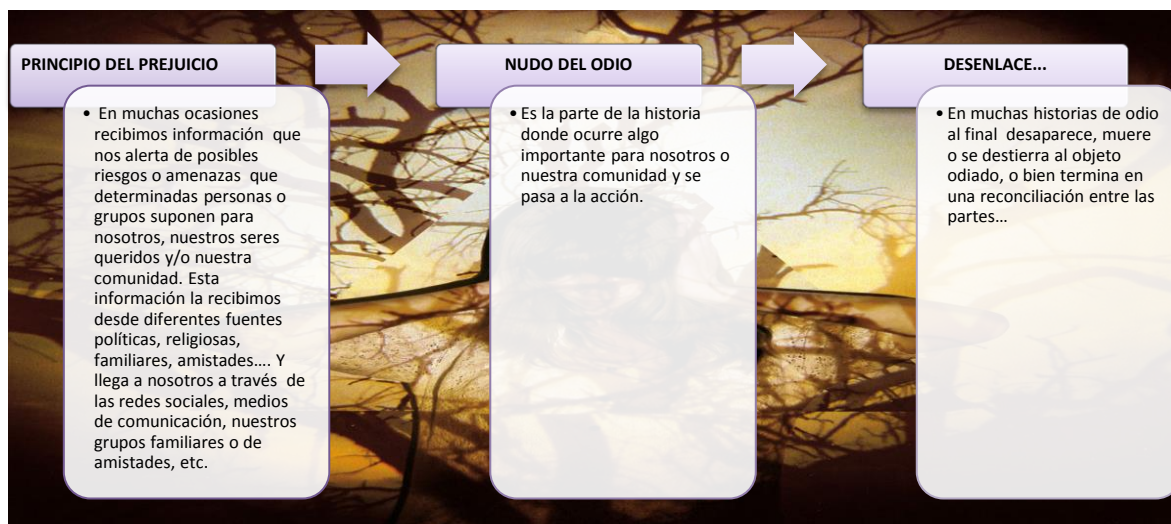 PRINCIPIO DEL PREJUICIO
• En muchas ocasiones
recibimos información que
nos alerta de posibles
riesgos o amenazas que
determinadas personas o
grupos suponen para
nosotros, nuestros seres
queridos y/o nuestra
comunidad. Esta
información la recibimos
desde diferentes fuentes
políticas, religiosas,
familiares, amistades.... Y
llega a nosotros a través de
las redes sociales, medios
de comunicación, nuestros
grupos familiares o de
amistades, etc.
NUDO DEL ODIO
• Es la parte de la historia
donde ocurre algo
importante para nosotros o
nuestra comunidad y se
pasa a la acción.
DESENLACE...
• En muchas historias de odio
al final desaparece, muere
o se destierra al objeto
odiado, o bien termina en
una reconciliación entre las
partes...